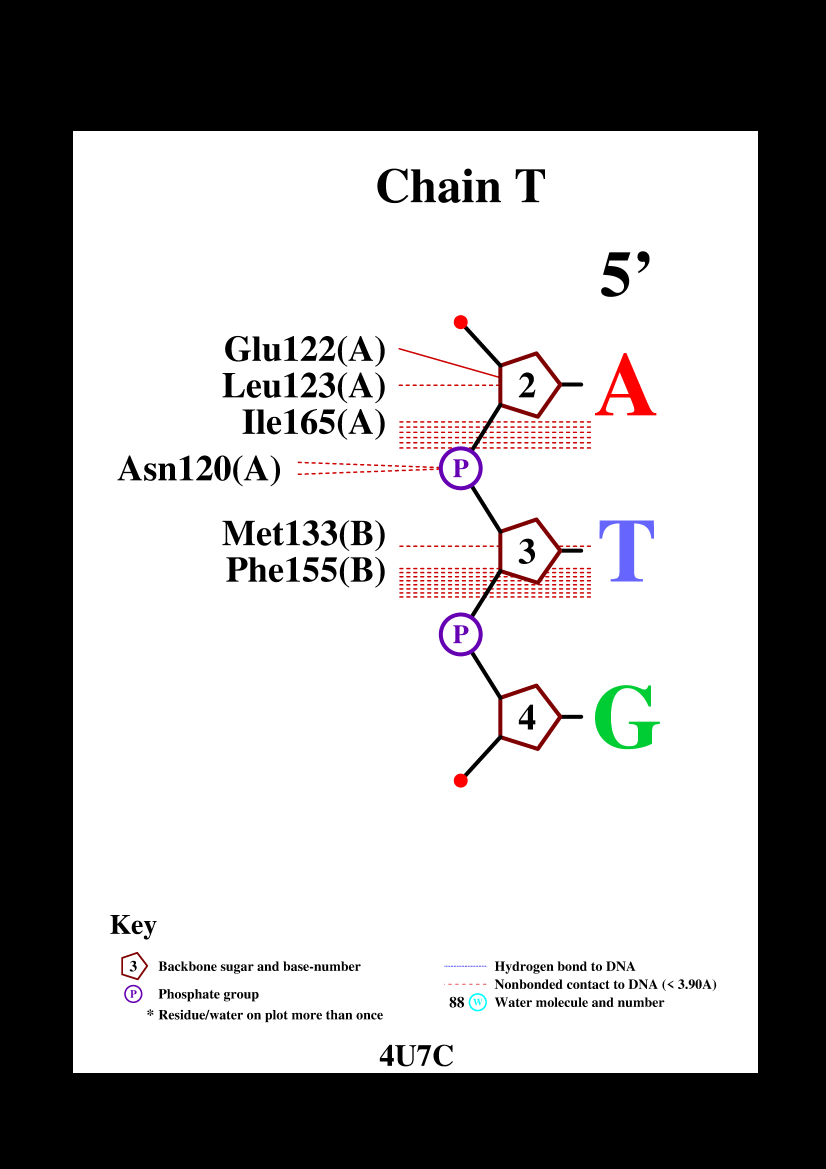 Chain T
5’
Glu122(A)
Leu123(A)
2
A
Ile165(A)
Asn120(A)
P
Met133(B)
3
T
Phe155(B)
P
4
G
Key
3 Backbone sugar and base-number
P Phosphate group
* Residue/water on plot more than once
Hydrogen bond to DNA
Nonbonded contact to DNA (< 3.90A)
88 W Water molecule and number
4U7C